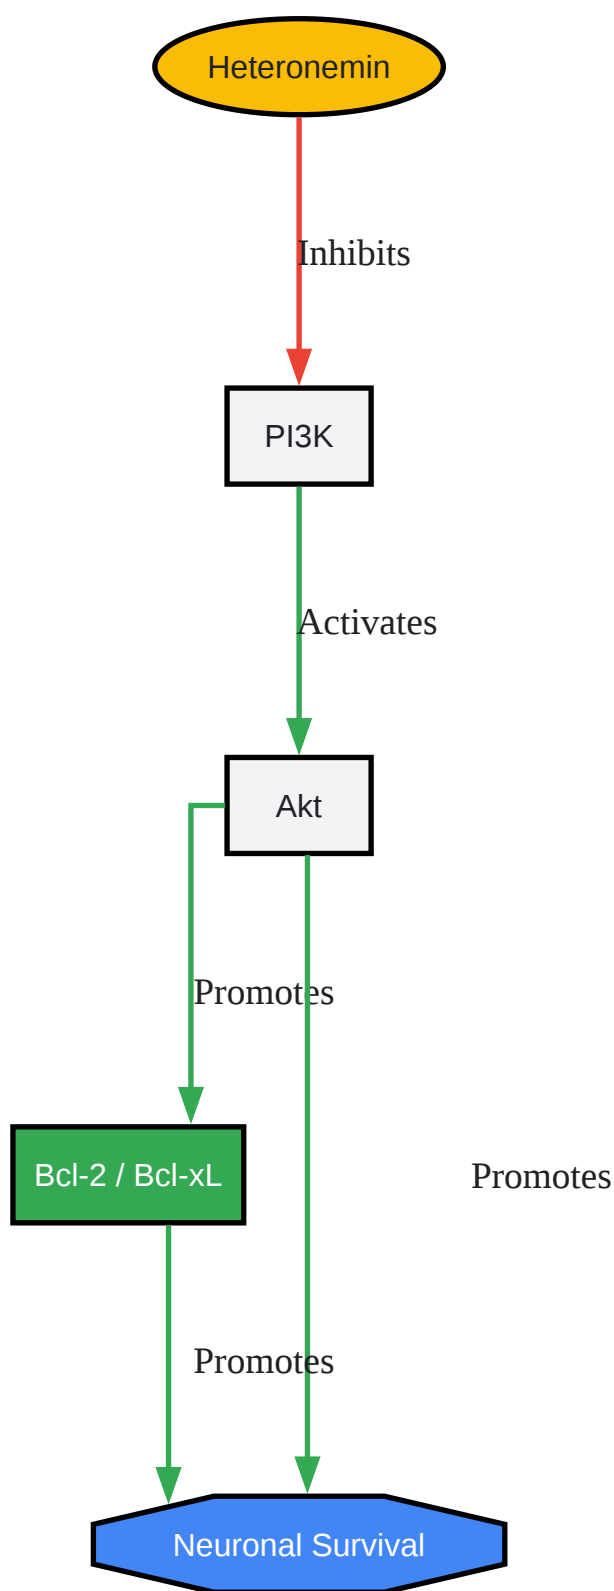 Heteronemin
Inhibits
PI3K
Activates
Akt
Promotes
Bcl-2 / Bcl-xL
Promotes
Promotes
Neuronal Survival